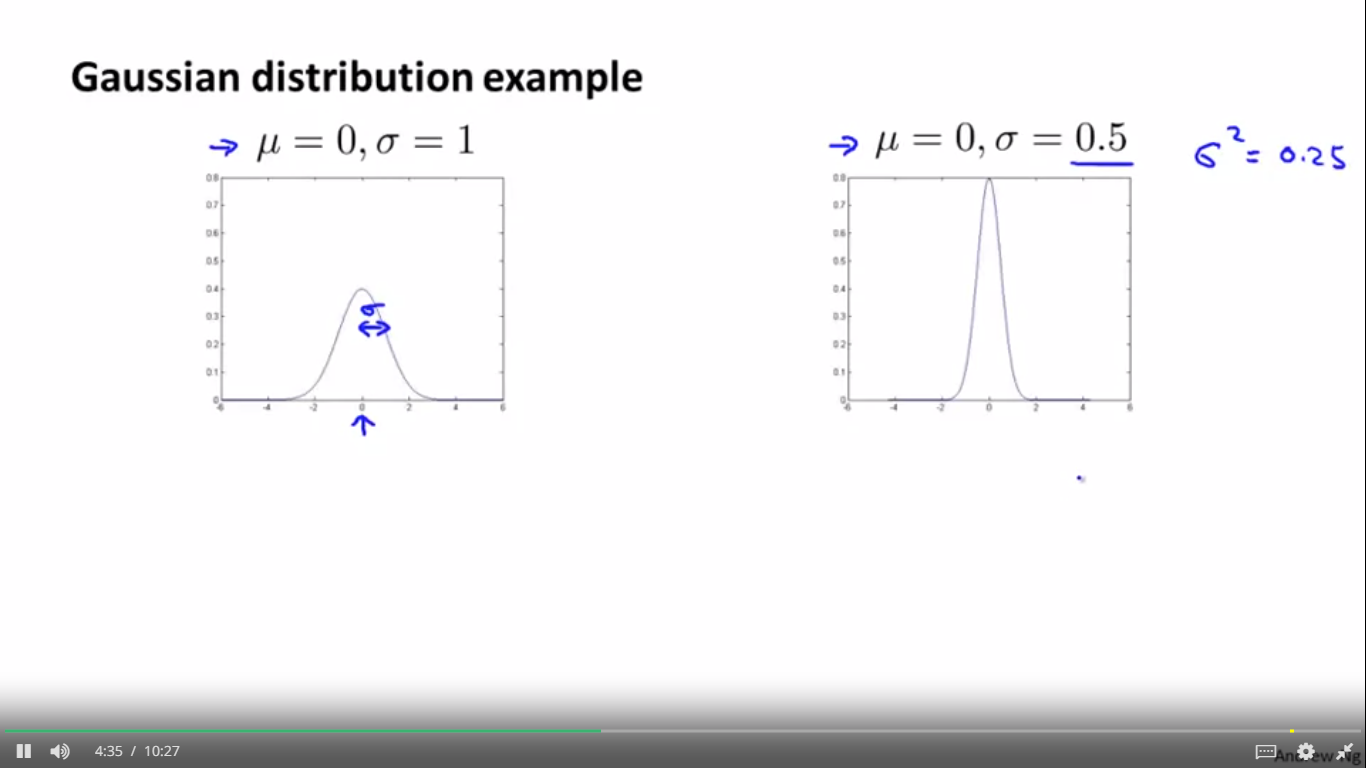 Gaussian distribution example
→ μ = 0, σ = 1
→ μ = 0, σ = 0.5
σ² = 0.25
0.8
0.7
0.6
0.5
0.4
0.3
0.2
0.1
0
-6 -4 -2 0 2 4 6
σ
0.8
0.7
0.6
0.5
0.4
0.3
0.2
0.1
0
-6 -4 -2 0 2 4 6
4:35 / 10:27
Andrew Ng